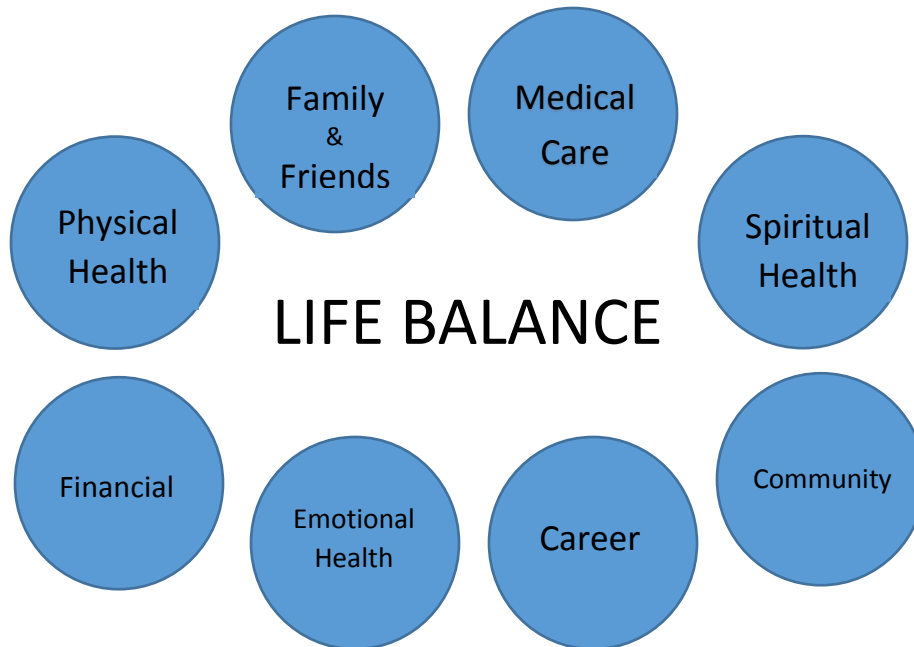 Family
&
Friends
Medical
Care
Physical
Health
Spiritual
Health
LIFE BALANCE
Financial
Emotional
Health
Career
Community